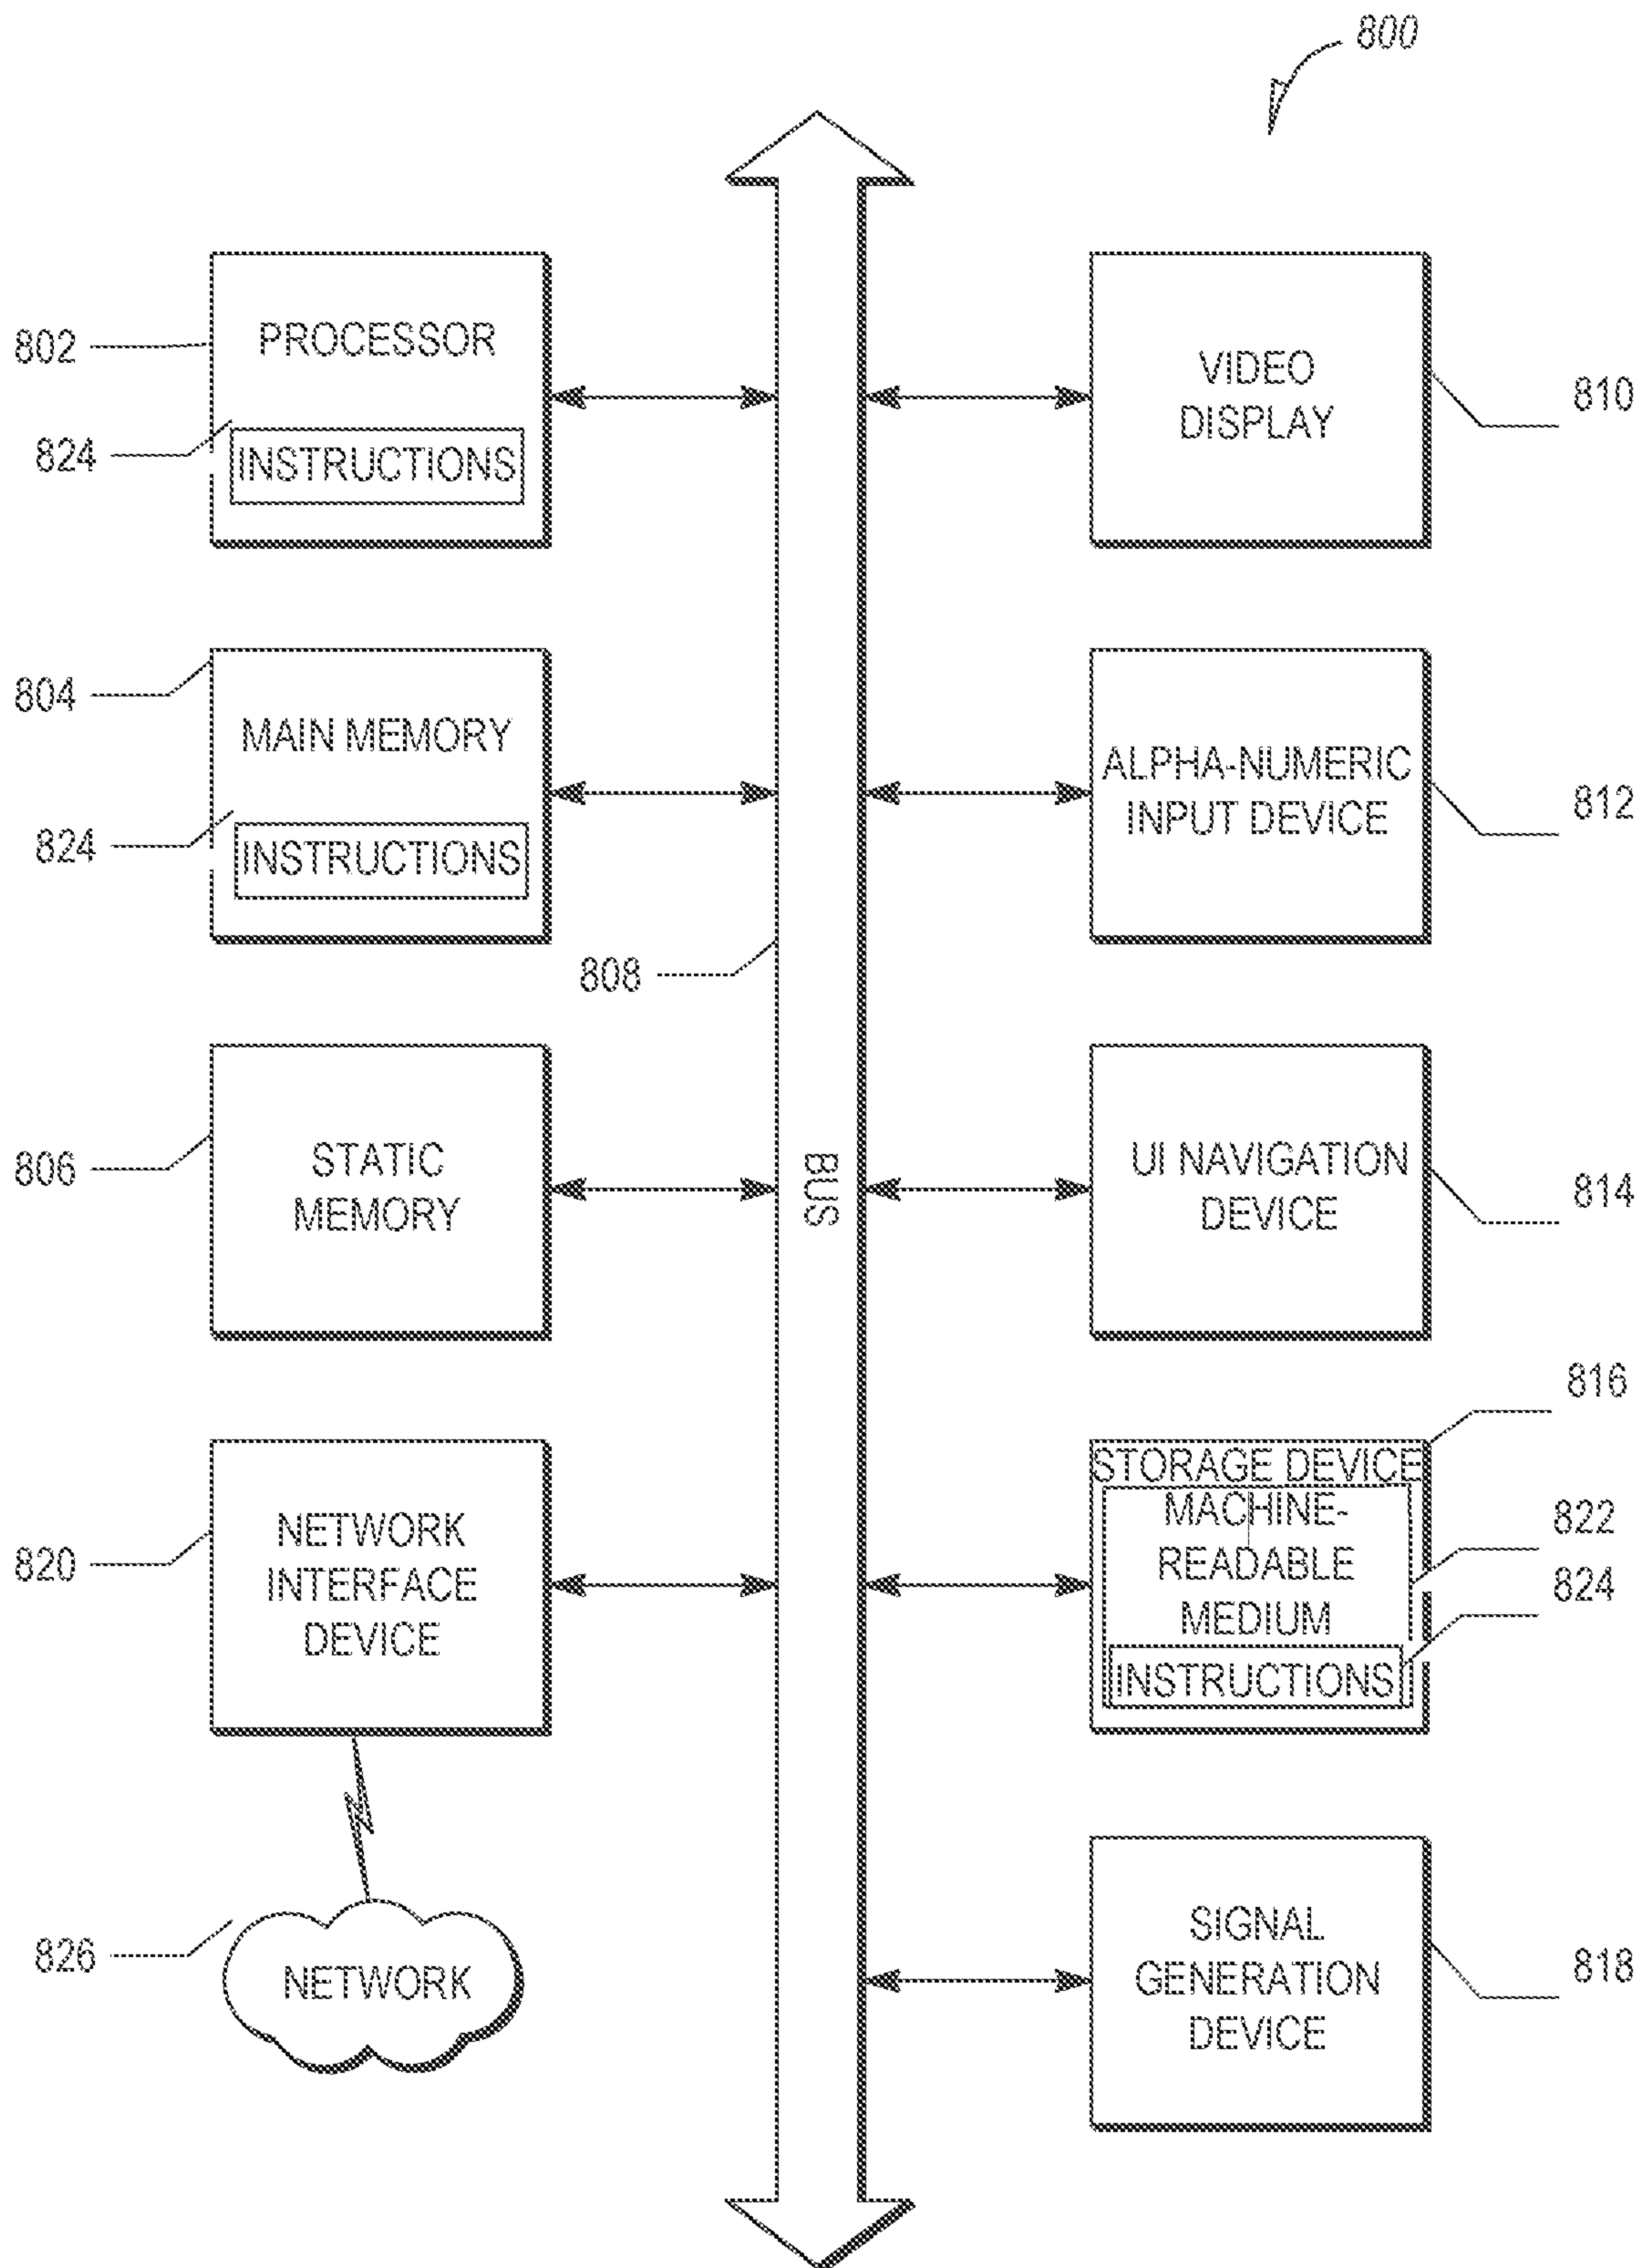 800
802
PROCESSOR
824
INSTRUCTIONS
VIDEO
DISPLAY
810
804
MAIN MEMORY
824
INSTRUCTIONS
ALPHA-NUMERIC
INPUT DEVICE
812
808
BUS
806
STATIC
MEMORY
UI NAVIGATION
DEVICE
814
820
NETWORK
INTERFACE
DEVICE
816
STORAGE DEVICE
MACHINE-
READABLE
MEDIUM
822
824
INSTRUCTIONS
826
NETWORK
SIGNAL
GENERATION
DEVICE
818